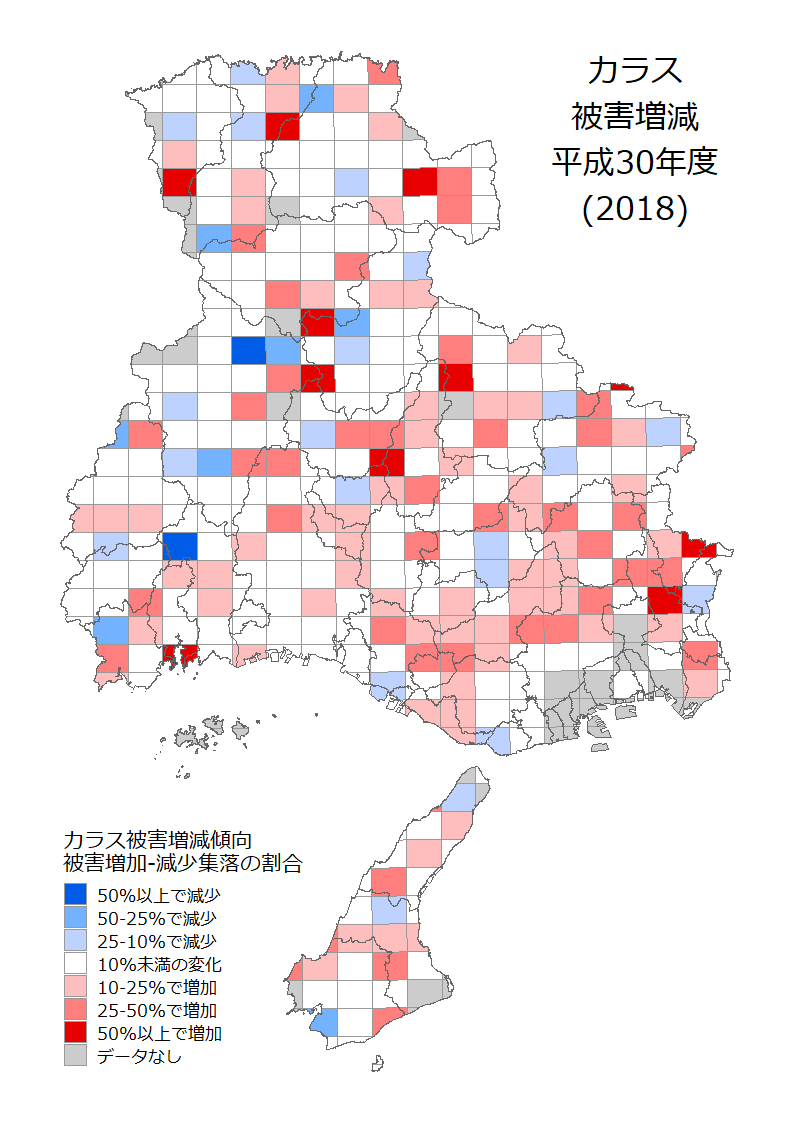 カラス
被害増減
平成30年度
(2018)
カラス被害増減傾向
被害増加-減少集落の割合
50%以上で減少
50-25%で減少
25-10%で減少
10%未満の変化
10-25%で増加
25-50%で増加
50%以上で増加
データなし